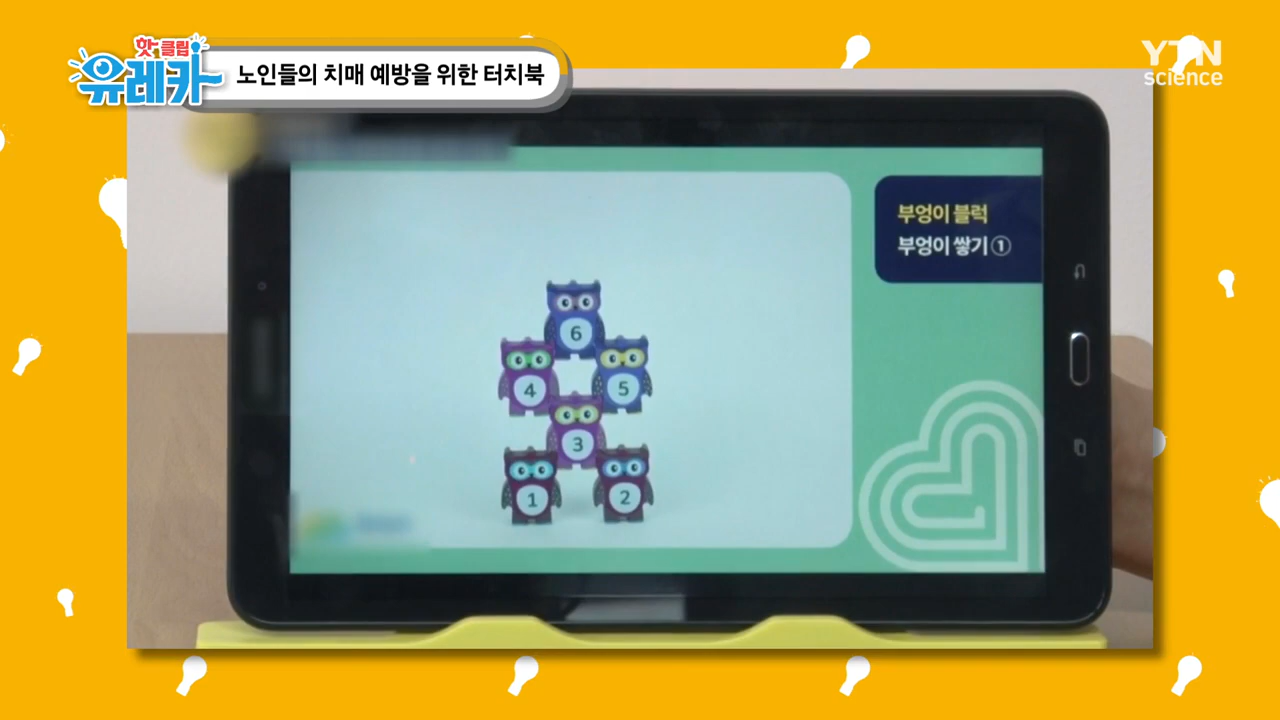 핫클립
유레카
노인들의 치매 예방을 위한 터치북
YTN
science
부엉이 블럭
부엉이 쌓기 ①
6
4
5
3
1
2